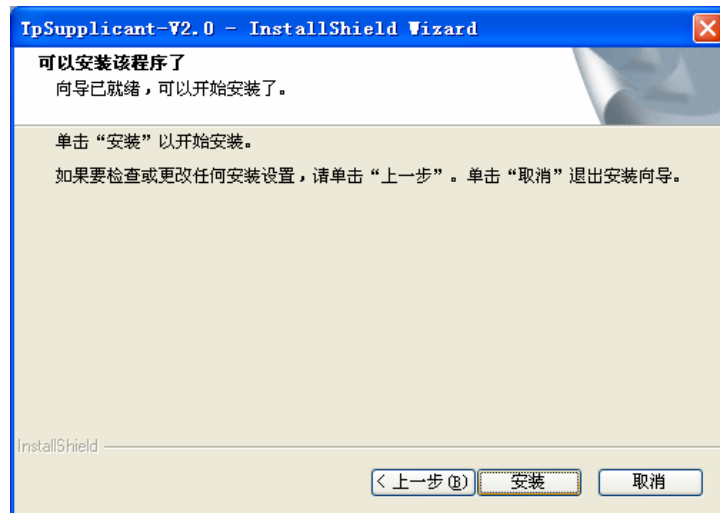 TpSupplicant-V2.0 - InstallShield Wizard
可以安装该程序了
向导已就绪，可以开始安装了。
单击“安装”以开始安装。
如果要检查或更改任何安装设置，请单击“上一步”。单击“取消”退出安装向导。
InstallShield
< 上一步(B)
安装
取消